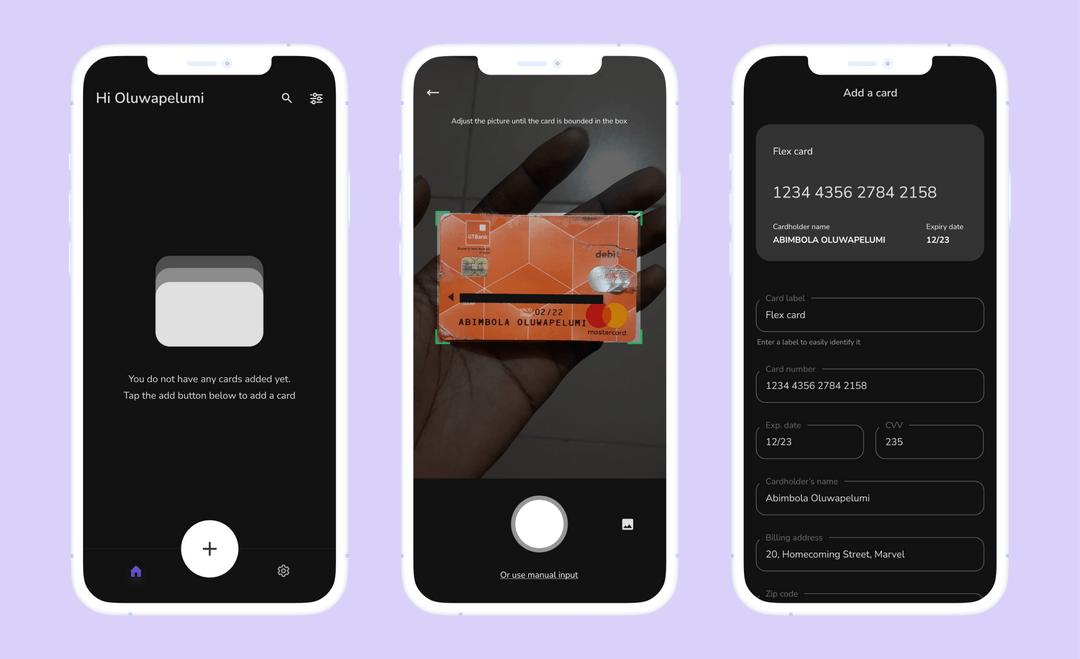 Hi Oluwapelumi
You do not have any cards added yet.
Tap the add button below to add a card
Adjust the picture until the card is bounded in the box
GTBank
debit
02/22
ABIMBOLA OLUWAPELUMI
mastercard.
Or use manual input
Add a card
Flex card
1234 4356 2784 2158
Cardholder name
Expiry date
ABIMBOLA OLUWAPELUMI
12/23
Card label
Flex card
Enter a label to easily identify it
Card number
1234 4356 2784 2158
Exp. date
CVV
12/23
235
Cardholder's name
Abimbola Oluwapelumi
Billing address
20, Homecoming Street, Marvel
Zip code